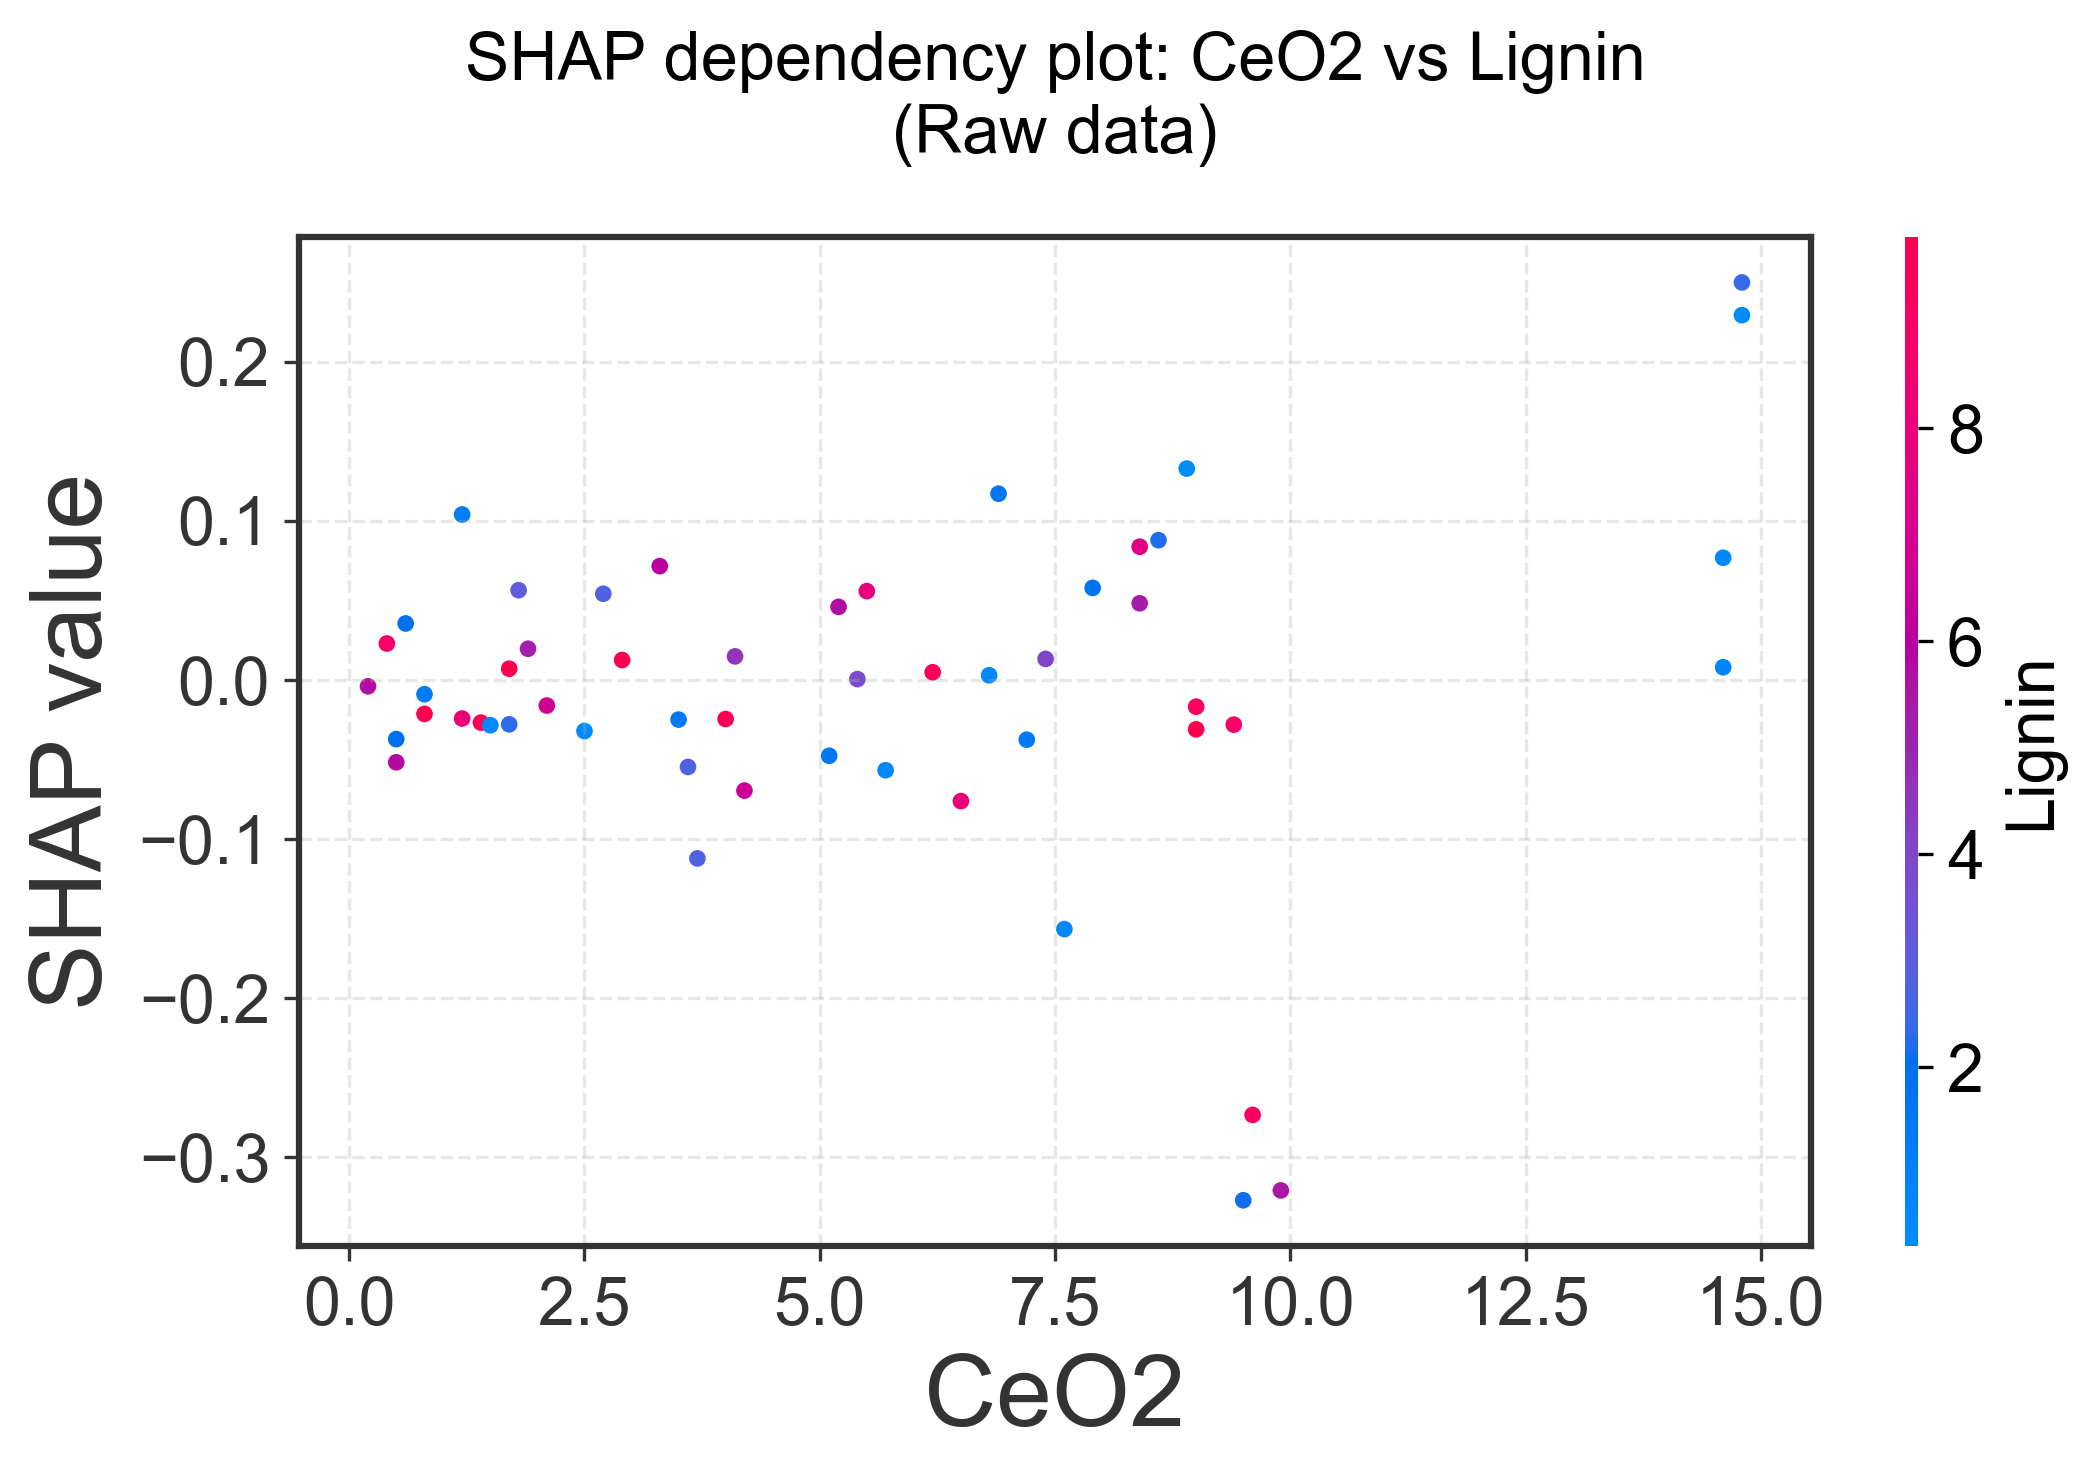 SHAP dependency plot: CeO2 vs Lignin
(Raw data)
SHAP value
0.2
0.1
0.0
−0.1
−0.2
−0.3
0.0 2.5 5.0 7.5 10.0 12.5 15.0
CeO2
8
6
4
2
Lignin